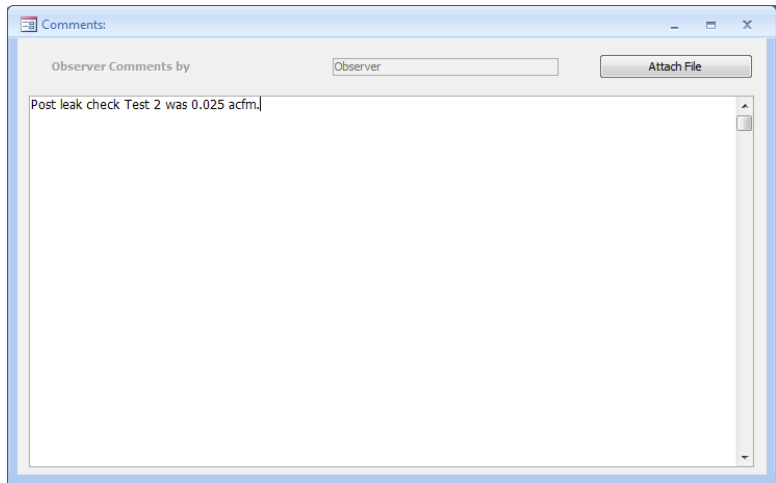 Comments:
Observer Comments by
Observer
Attach File
Post leak check Test 2 was 0.025 acfm.